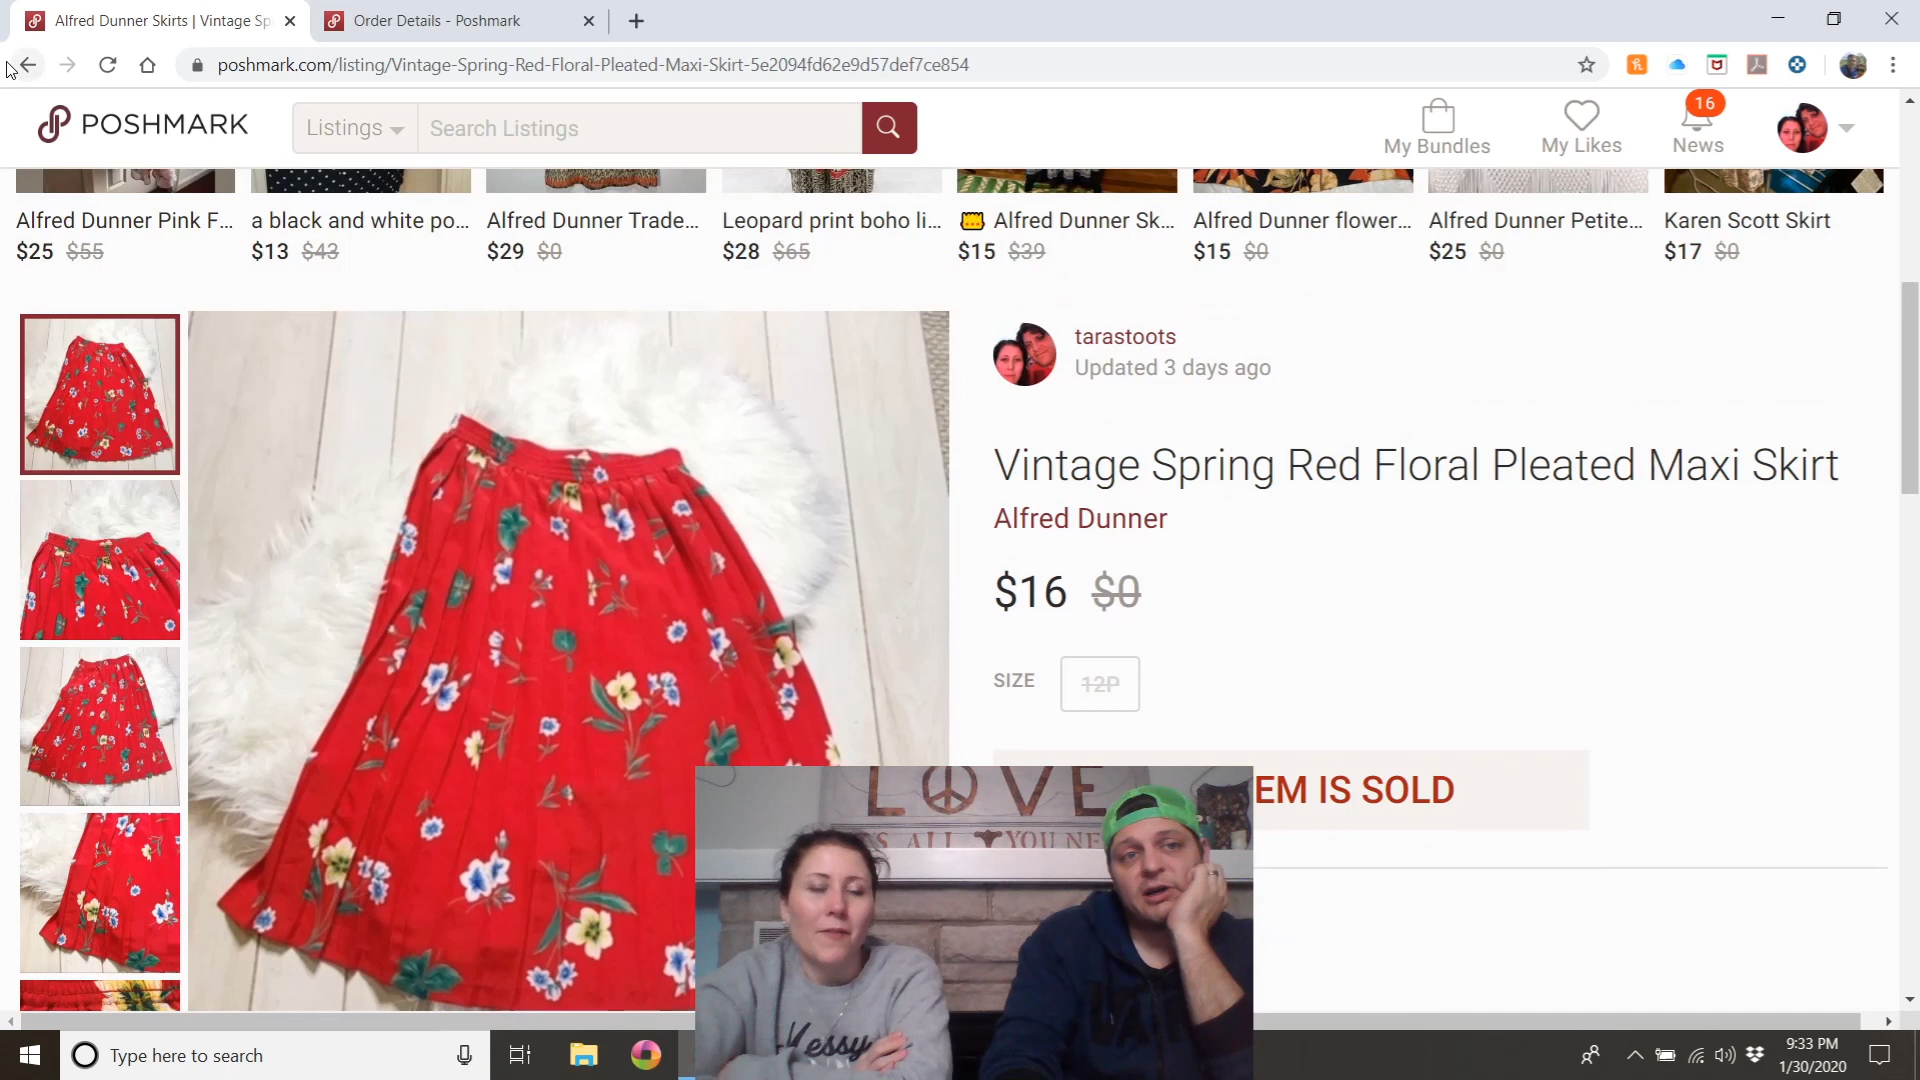 Alfred Dunner Skirts | Vintage Sp
Order Details - Poshmark
poshmark.com/listing/Vintage-Spring-Red-Floral-Pleated-Maxi-Skirt-5e2094fd62e9d57def7ce854
POSHMARK
Listings
Search Listings
My Bundles
My Likes
16
News
Alfred Dunner Pink F... a black and white po... Alfred Dunner Trade... Leopard print boho li... Alfred Dunner Sk... Alfred Dunner flower... Alfred Dunner Petite... Karen Scott Skirt
$25 $55 $13 $43 $29 $0 $28 $65 $15 $39 $15 $0 $25 $0 $17 $0
tarastoots
Updated 3 days ago
Vintage Spring Red Floral Pleated Maxi Skirt
Alfred Dunner
$16 $0
SIZE 12P
EM IS SOLD
LOVE
IS ALL YOU NE
Messy
Type here to search
9:33 PM
1/30/2020